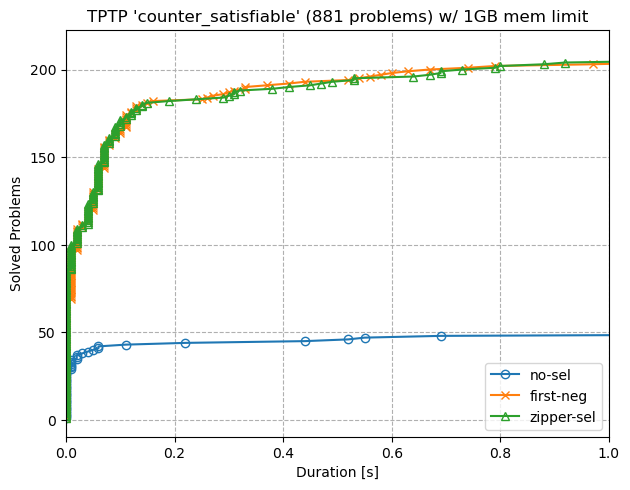 TPTP 'counter_satisfiable' (881 problems) w/ 1GB mem limit
Solved Problems
200
150
100
50
0
no-sel
first-neg
zipper-sel
0.0 0.2 0.4 0.6 0.8 1.0
Duration [s]